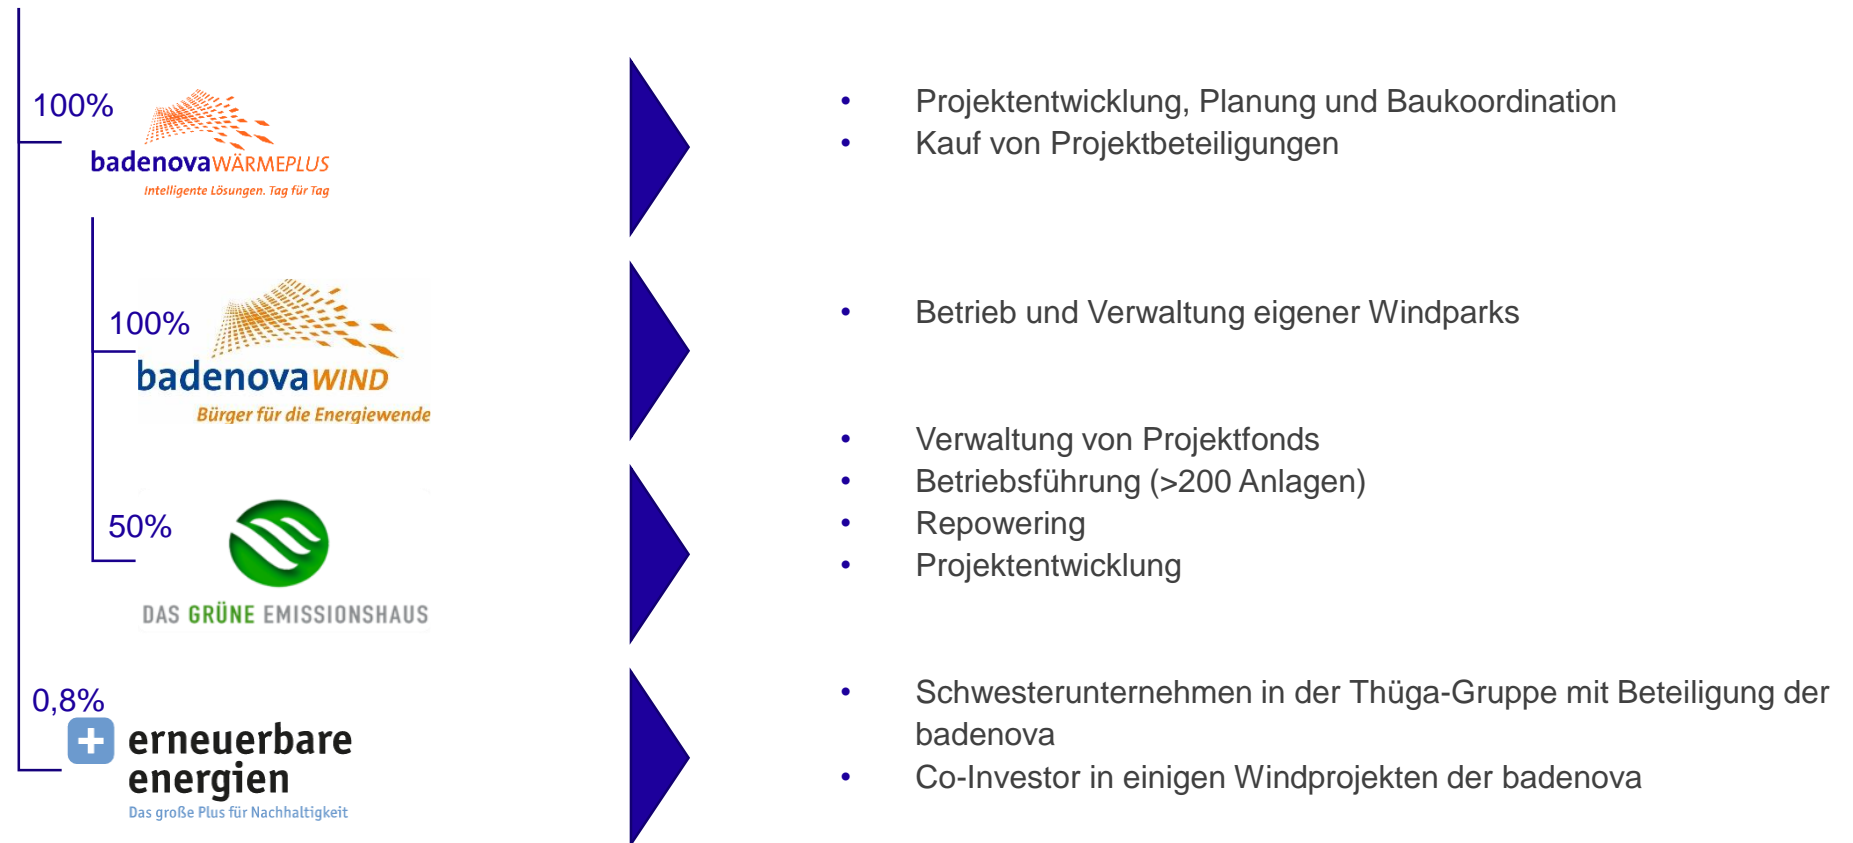 100%
badenovaWÄRMEPLUS
Intelligente Lösungen. Tag für Tag
• Projektentwicklung, Planung und Baukoordination
• Kauf von Projektbeteiligungen
100%
badenovaWIND
Bürger für die Energiewende
• Betrieb und Verwaltung eigener Windparks
50%
DAS GRÜNE EMISSIONSHAUS
• Verwaltung von Projektfonds
• Betriebsführung (>200 Anlagen)
• Repowering
• Projektentwicklung
0,8%
+ erneuerbare
energien
Das große Plus für Nachhaltigkeit
• Schwesterunternehmen in der Thüga-Gruppe mit Beteiligung der
badenova
• Co-Investor in einigen Windprojekten der badenova